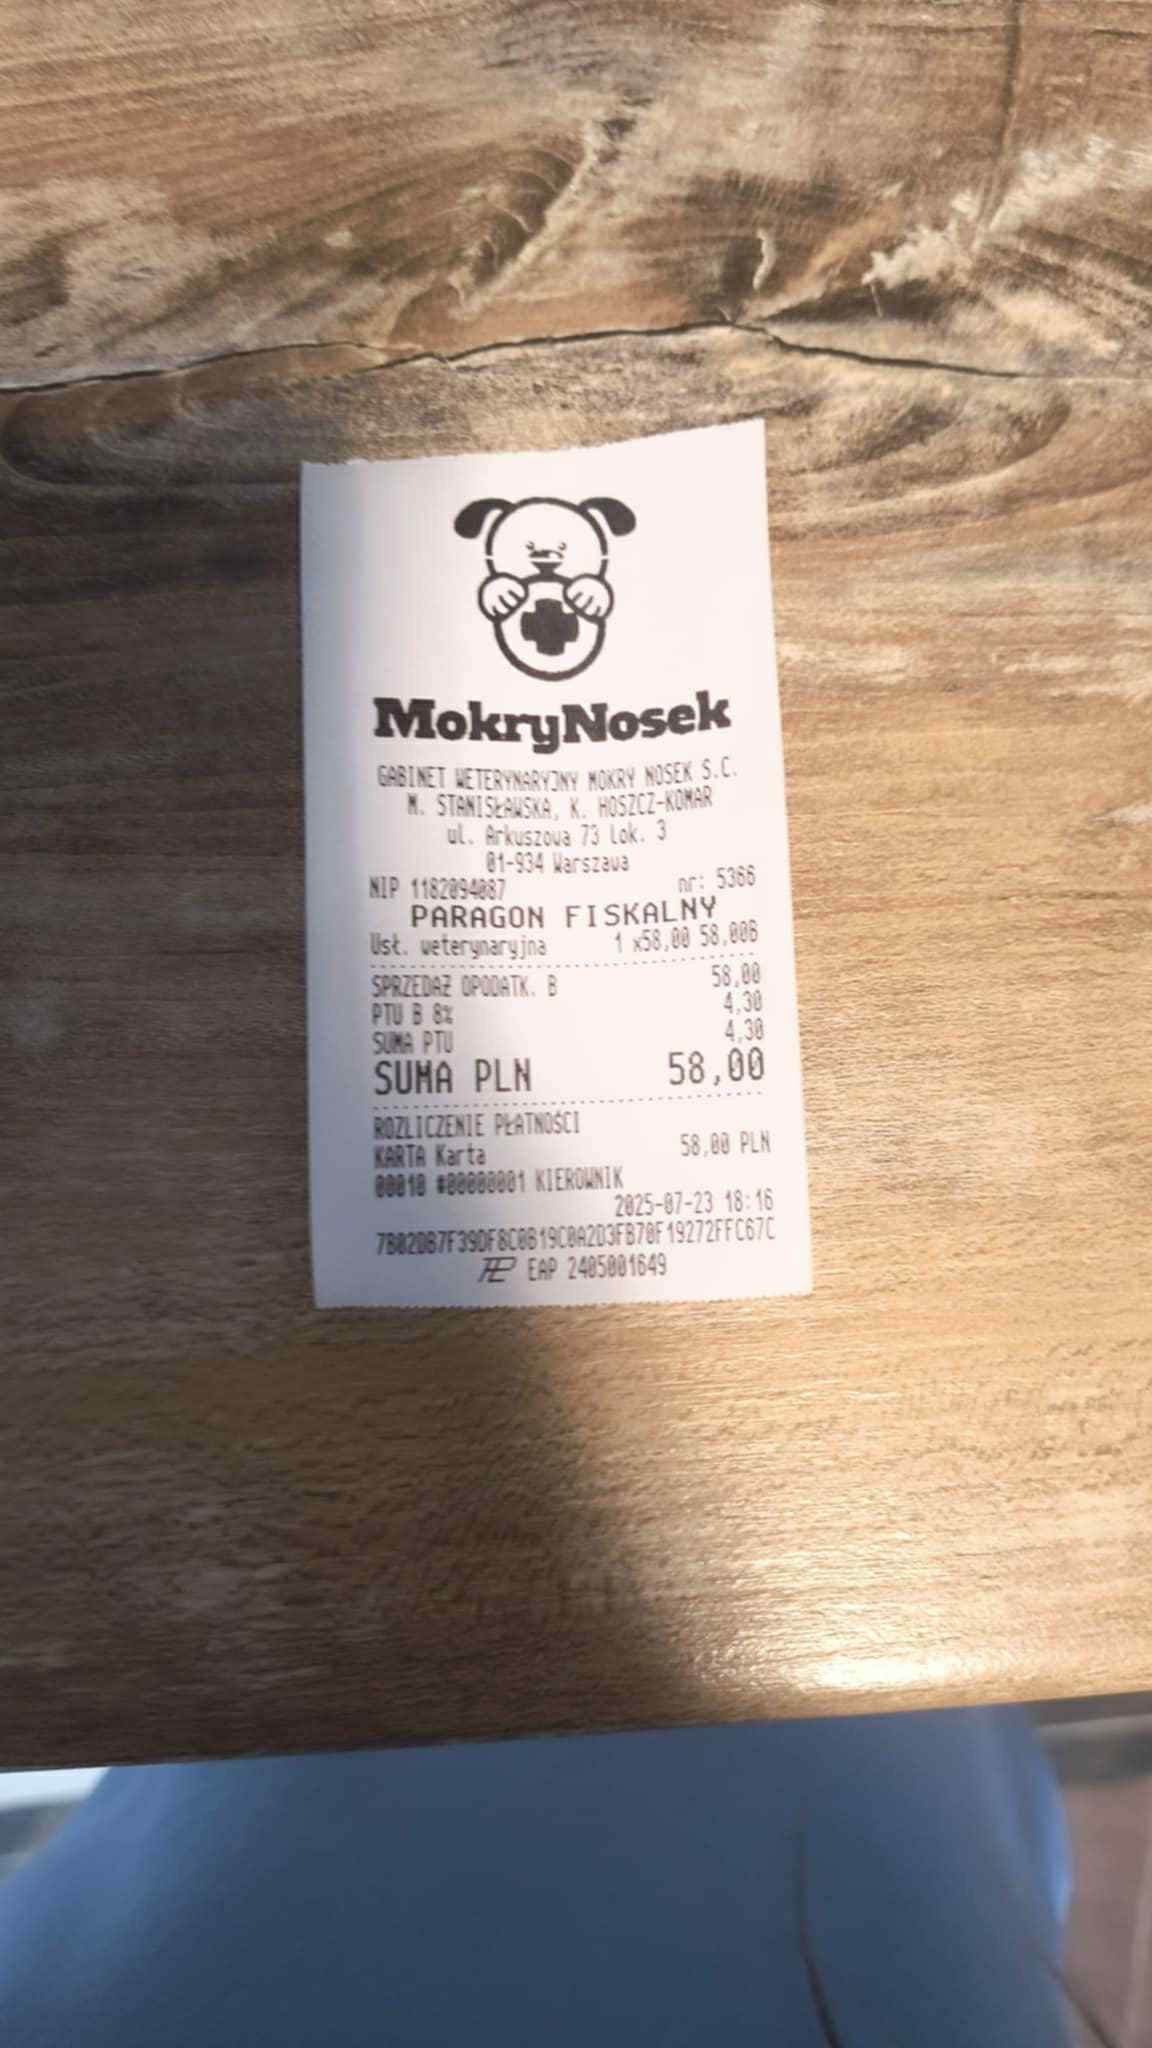 MokryNosek
GABINET WETERYNARYJNY MOKRY NOSEK S.C.
M. STANISŁAWSKA, K. HOSZCZ-KOMAR
ul. Arkuszowa 73 lok. 3
01-934 Warszawa
NIP 1182094087 nr: 5366
PARAGON FISKALNY
Usł. weterynaryjna 1 x58,00 58,00B
SPRZEDAŻ OPODATK. B 58,00
PTU B 8% 4,30
SUMA PTU 4,30
SUMA PLN 58,00
ROZLICZENIE PŁATNOŚCI
KARTA Karta 58,00 PLN
00010 #00000001 KIEROWNIK
2025-07-23 18:16
7B02DB7F39DF8C0B19C0A2D3FB70F19272FFC67C
EAP 2405001649